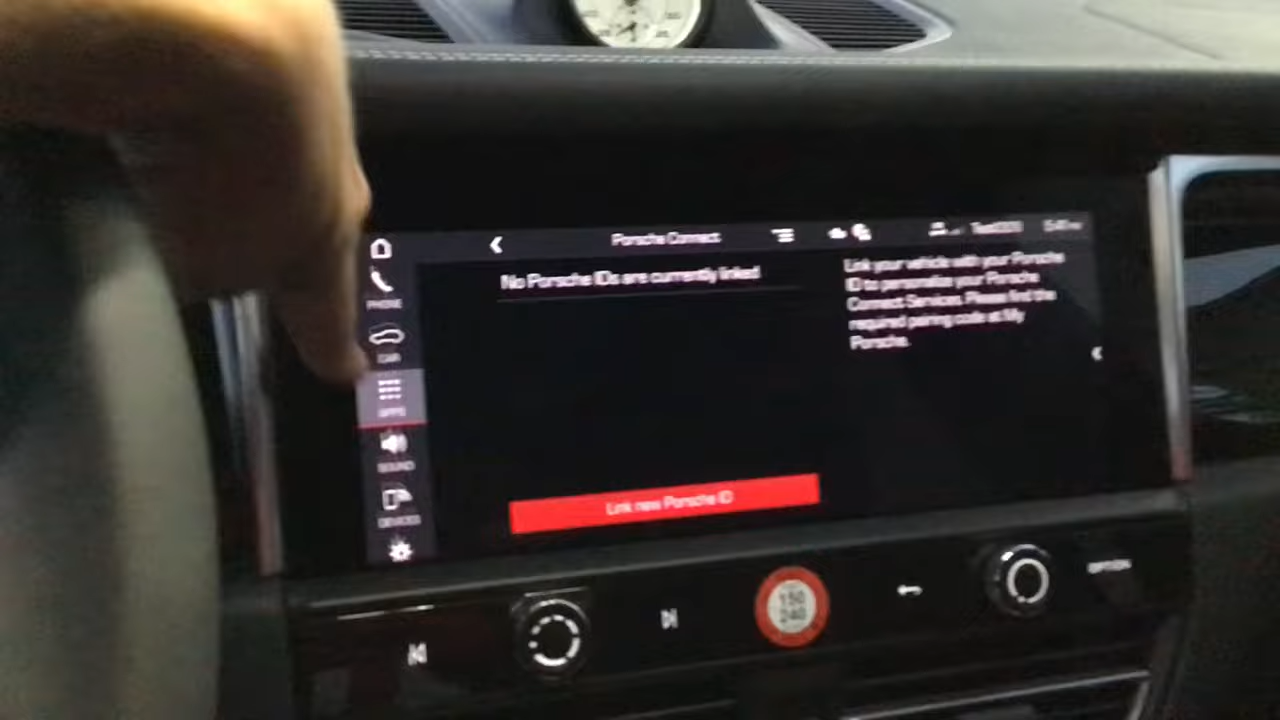 Porsche Connect
No Porsche IDs are currently linked
Link your vehicle with your Porsche
ID to personalize your Porsche
Connect Services. Please find the
required pairing code at My
Porsche.
PHONE
CAR
APPS
SOUND
DEVICES
Link new Porsche ID
150
240
OPTION